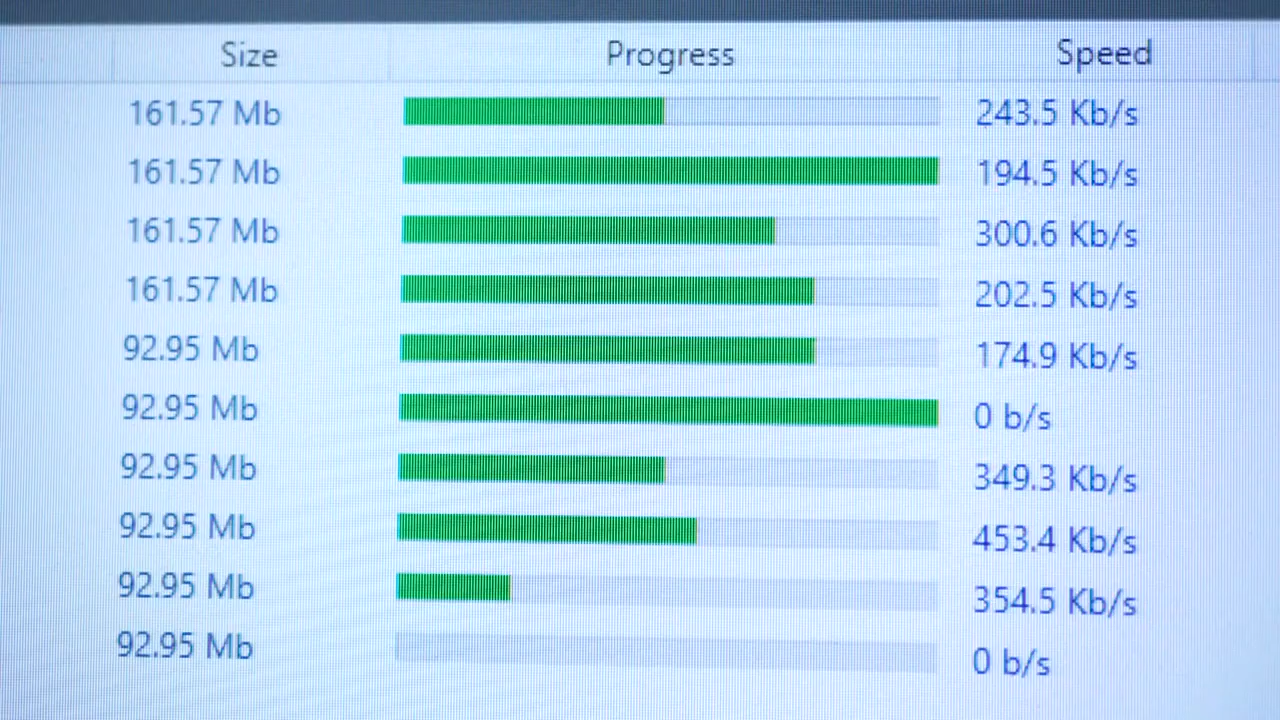 Size Progress Speed
161.57 Mb 243.5 Kb/s
161.57 Mb 194.5 Kb/s
161.57 Mb 300.6 Kb/s
161.57 Mb 202.5 Kb/s
92.95 Mb 174.9 Kb/s
92.95 Mb 0 b/s
92.95 Mb 349.3 Kb/s
92.95 Mb 453.4 Kb/s
92.95 Mb 354.5 Kb/s
92.95 Mb 0 b/s